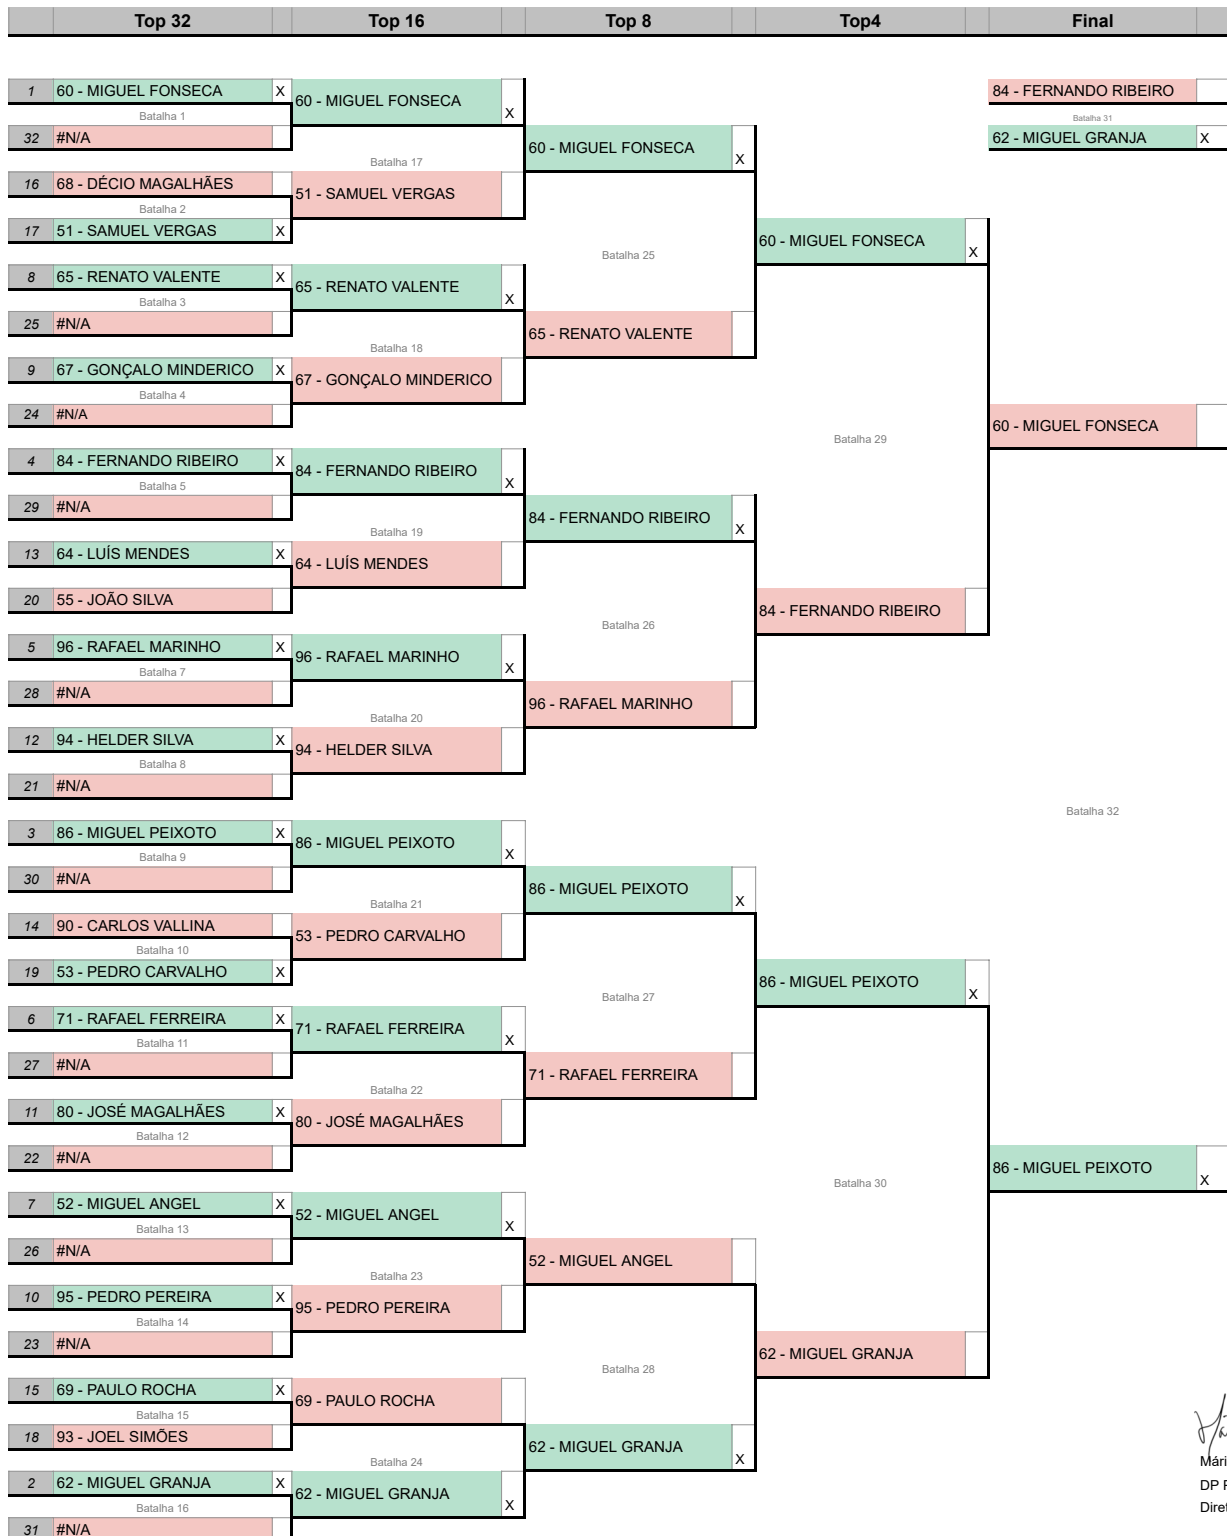 Top 32 Top 16 Top 8 Top4 Final
1 60 - MIGUEL FONSECA X
Batalha 1
32 #N/A
16 68 - DÉCIO MAGALHÃES
Batalha 2
17 51 - SAMUEL VERGAS X
8 65 - RENATO VALENTE X
Batalha 3
25 #N/A
9 67 - GONÇALO MINDERICO X
Batalha 4
24 #N/A
4 84 - FERNANDO RIBEIRO X
Batalha 5
29 #N/A
13 64 - LUÍS MENDES X
20 55 - JOÃO SILVA
5 96 - RAFAEL MARINHO X
Batalha 7
28 #N/A
12 94 - HELDER SILVA X
Batalha 8
21 #N/A
3 86 - MIGUEL PEIXOTO X
Batalha 9
30 #N/A
14 90 - CARLOS VALLINA
Batalha 10
19 53 - PEDRO CARVALHO X
6 71 - RAFAEL FERREIRA X
Batalha 11
27 #N/A
11 80 - JOSÉ MAGALHÃES X
Batalha 12
22 #N/A
7 52 - MIGUEL ANGEL X
Batalha 13
26 #N/A
10 95 - PEDRO PEREIRA X
Batalha 14
23 #N/A
15 69 - PAULO ROCHA X
Batalha 15
18 93 - JOEL SIMÕES
2 62 - MIGUEL GRANJA X
Batalha 16
31 #N/A
60 - MIGUEL FONSECA X
Batalha 17
51 - SAMUEL VERGAS
65 - RENATO VALENTE X
Batalha 18
67 - GONÇALO MINDERICO
84 - FERNANDO RIBEIRO X
Batalha 19
64 - LUÍS MENDES
96 - RAFAEL MARINHO X
Batalha 20
94 - HELDER SILVA
86 - MIGUEL PEIXOTO X
Batalha 21
53 - PEDRO CARVALHO
71 - RAFAEL FERREIRA X
Batalha 22
80 - JOSÉ MAGALHÃES
52 - MIGUEL ANGEL X
Batalha 23
95 - PEDRO PEREIRA
69 - PAULO ROCHA
Batalha 24
62 - MIGUEL GRANJA X
60 - MIGUEL FONSECA X
Batalha 25
65 - RENATO VALENTE
84 - FERNANDO RIBEIRO X
Batalha 26
96 - RAFAEL MARINHO
86 - MIGUEL PEIXOTO X
Batalha 27
71 - RAFAEL FERREIRA
52 - MIGUEL ANGEL
Batalha 28
62 - MIGUEL GRANJA X
60 - MIGUEL FONSECA X
Batalha 29
84 - FERNANDO RIBEIRO
86 - MIGUEL PEIXOTO X
Batalha 30
62 - MIGUEL GRANJA
84 - FERNANDO RIBEIRO
Batalha 31
62 - MIGUEL GRANJA X
60 - MIGUEL FONSECA
Batalha 32
86 - MIGUEL PEIXOTO X
Mári
DP
Dire